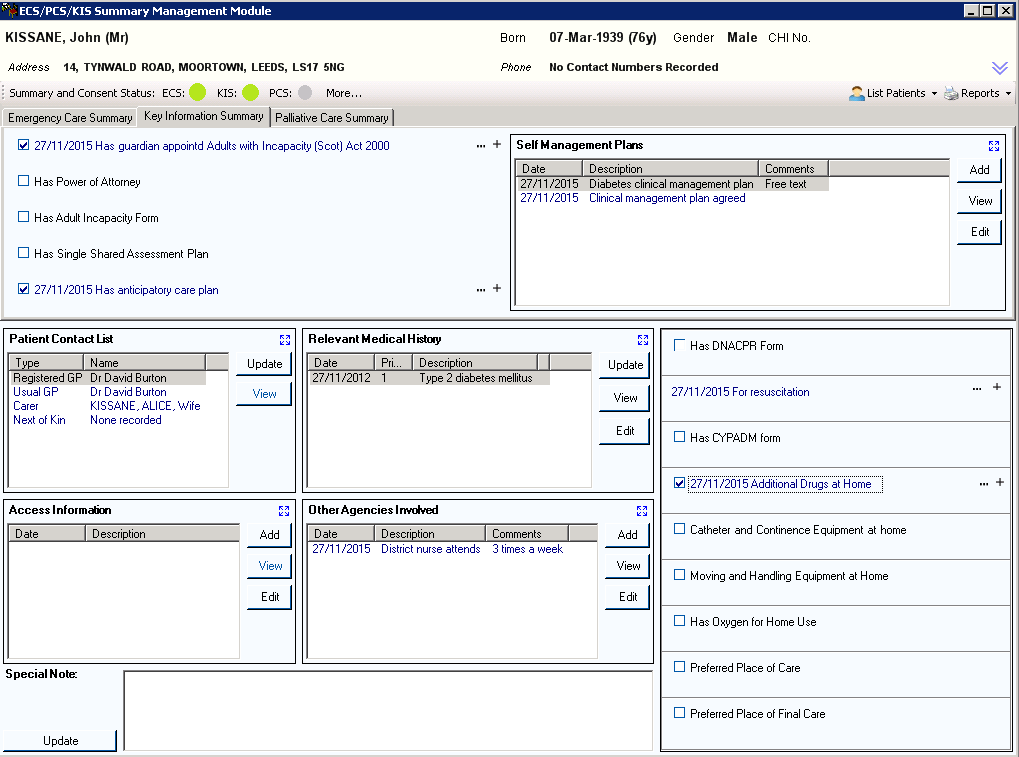 ECS/PCS/KIS Summary Management Module
KISSANE, John (Mr)
Born 07-Mar-1939 (76y) Gender Male CHI No.
Address 14, TYNWALD ROAD, MOORTOWN, LEEDS, LS17 5NG
Phone No Contact Numbers Recorded
Summary and Consent Status: ECS: KIS: PCS: More...
List Patients Reports
Emergency Care Summary Key Information Summary Palliative Care Summary
27/11/2015 Has guardian appointd Adults with Incapacity (Scot) Act 2000 ... +
Has Power of Attorney
Has Adult Incapacity Form
Has Single Shared Assessment Plan
27/11/2015 Has anticipatory care plan ... +
Self Management Plans
Date Description Comments
27/11/2015 Diabetes clinical management plan Free text
27/11/2015 Clinical management plan agreed
Add
View
Edit
Patient Contact List
Type Name
Registered GP Dr David Burton
Usual GP Dr David Burton
Carer KISSANE, ALICE, Wife
Next of Kin None recorded
Update
View
Relevant Medical History
Date Pri... Description
27/11/2012 1 Type 2 diabetes mellitus
Update
View
Edit
Has DNACPR Form
27/11/2015 For resuscitation ... +
Has CYPADM form
27/11/2015 Additional Drugs at Home ... +
Catheter and Continence Equipment at home
Moving and Handling Equipment at Home
Has Oxygen for Home Use
Preferred Place of Care
Preferred Place of Final Care
Access Information
Date Description
Add
View
Edit
Other Agencies Involved
Date Description Comments
27/11/2015 District nurse attends 3 times a week
Add
View
Edit
Special Note:
Update